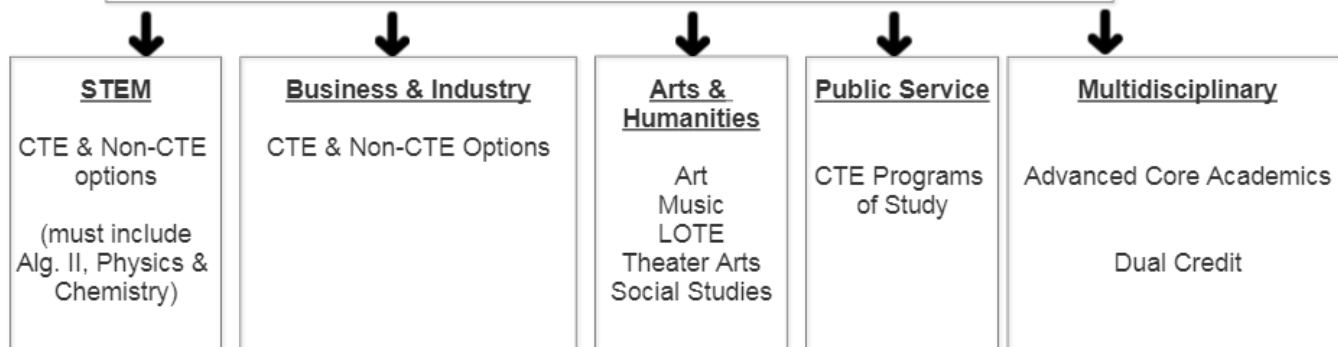 STEM
CTE & Non-CTE
options
(must include
Alg. II, Physics &
Chemistry)
Business & Industry
CTE & Non-CTE Options
Arts &
Humanities
Art
Music
LOTE
Theater Arts
Social Studies
Public Service
CTE Programs
of Study
Multidisciplinary
Advanced Core Academics
Dual Credit